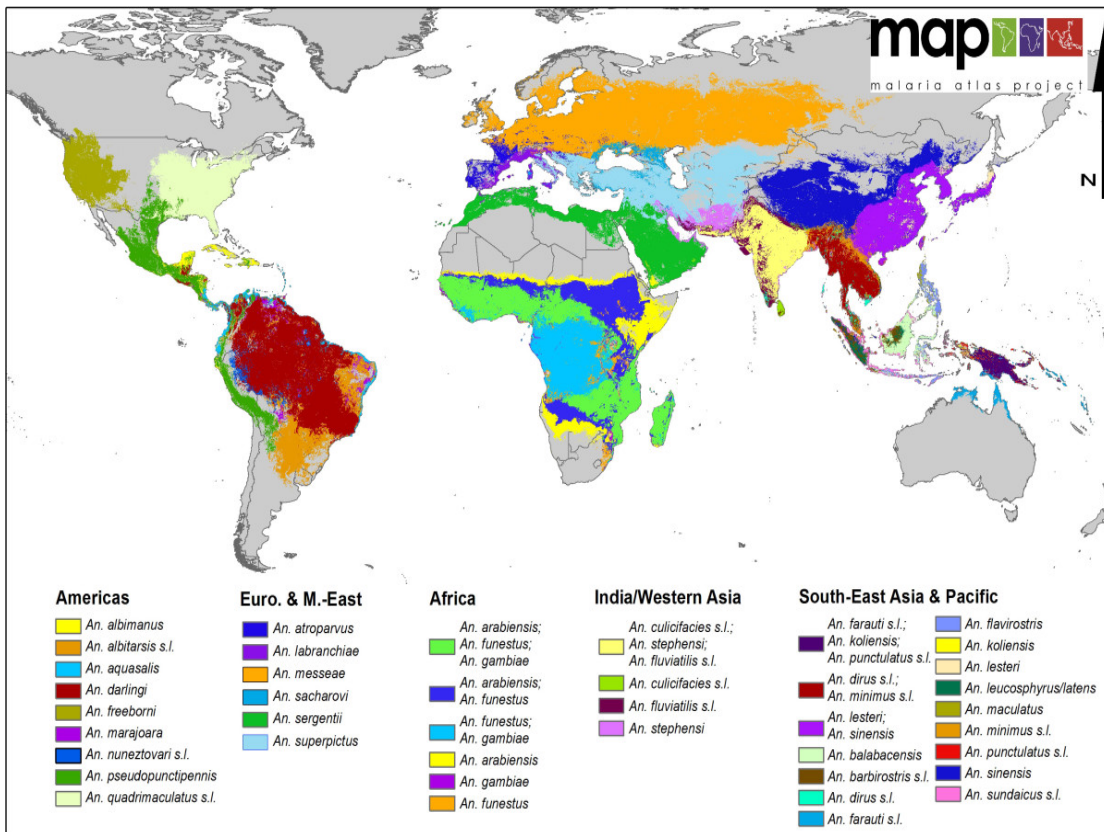 map
malaria atlas project
N
Americas
An. albimanus
An. albitarsis s.l.
An. aquasalis
An. darlingi
An. freeborni
An. marajoara
An. nuneztovari s.l.
An. pseudopunctipennis
An. quadrimaculatus s.l.
Euro. & M.-East
An. atroparvus
An. labranchiae
An. messeae
An. sacharovi
An. sergentii
An. superpictus
Africa
An. arabiensis;
An. funestus;
An. gambiae
An. arabiensis;
An. funestus
An. funestus;
An. gambiae
An. arabiensis
An. gambiae
An. funestus
India/Western Asia
An. culicifacies s.l.;
An. stephensi;
An. fluviatilis s.l.
An. culicifacies s.l.
An. fluviatilis s.l.
An. stephensi
South-East Asia & Pacific
An. farauti s.l.;
An. koliensis;
An. punctulatus s.l.
An. dirus s.l.;
An. minimus s.l.
An. lesteri;
An. sinensis
An. balabacensis
An. barbirostris s.l.
An. dirus s.l.
An. farauti s.l.
An. flavirostris
An. koliensis
An. lesteri
An. leucosphyrus/latens
An. maculatus
An. minimus s.l.
An. punctulatus s.l.
An. sinensis
An. sundaicus s.l.